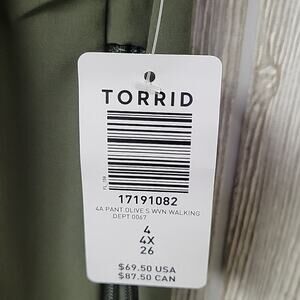 TORRID
17191082
4A PANT OLIVE S WVN WALKING
DEPT 0067
4
4X
26
$69.50 USA
$87.50 CAN